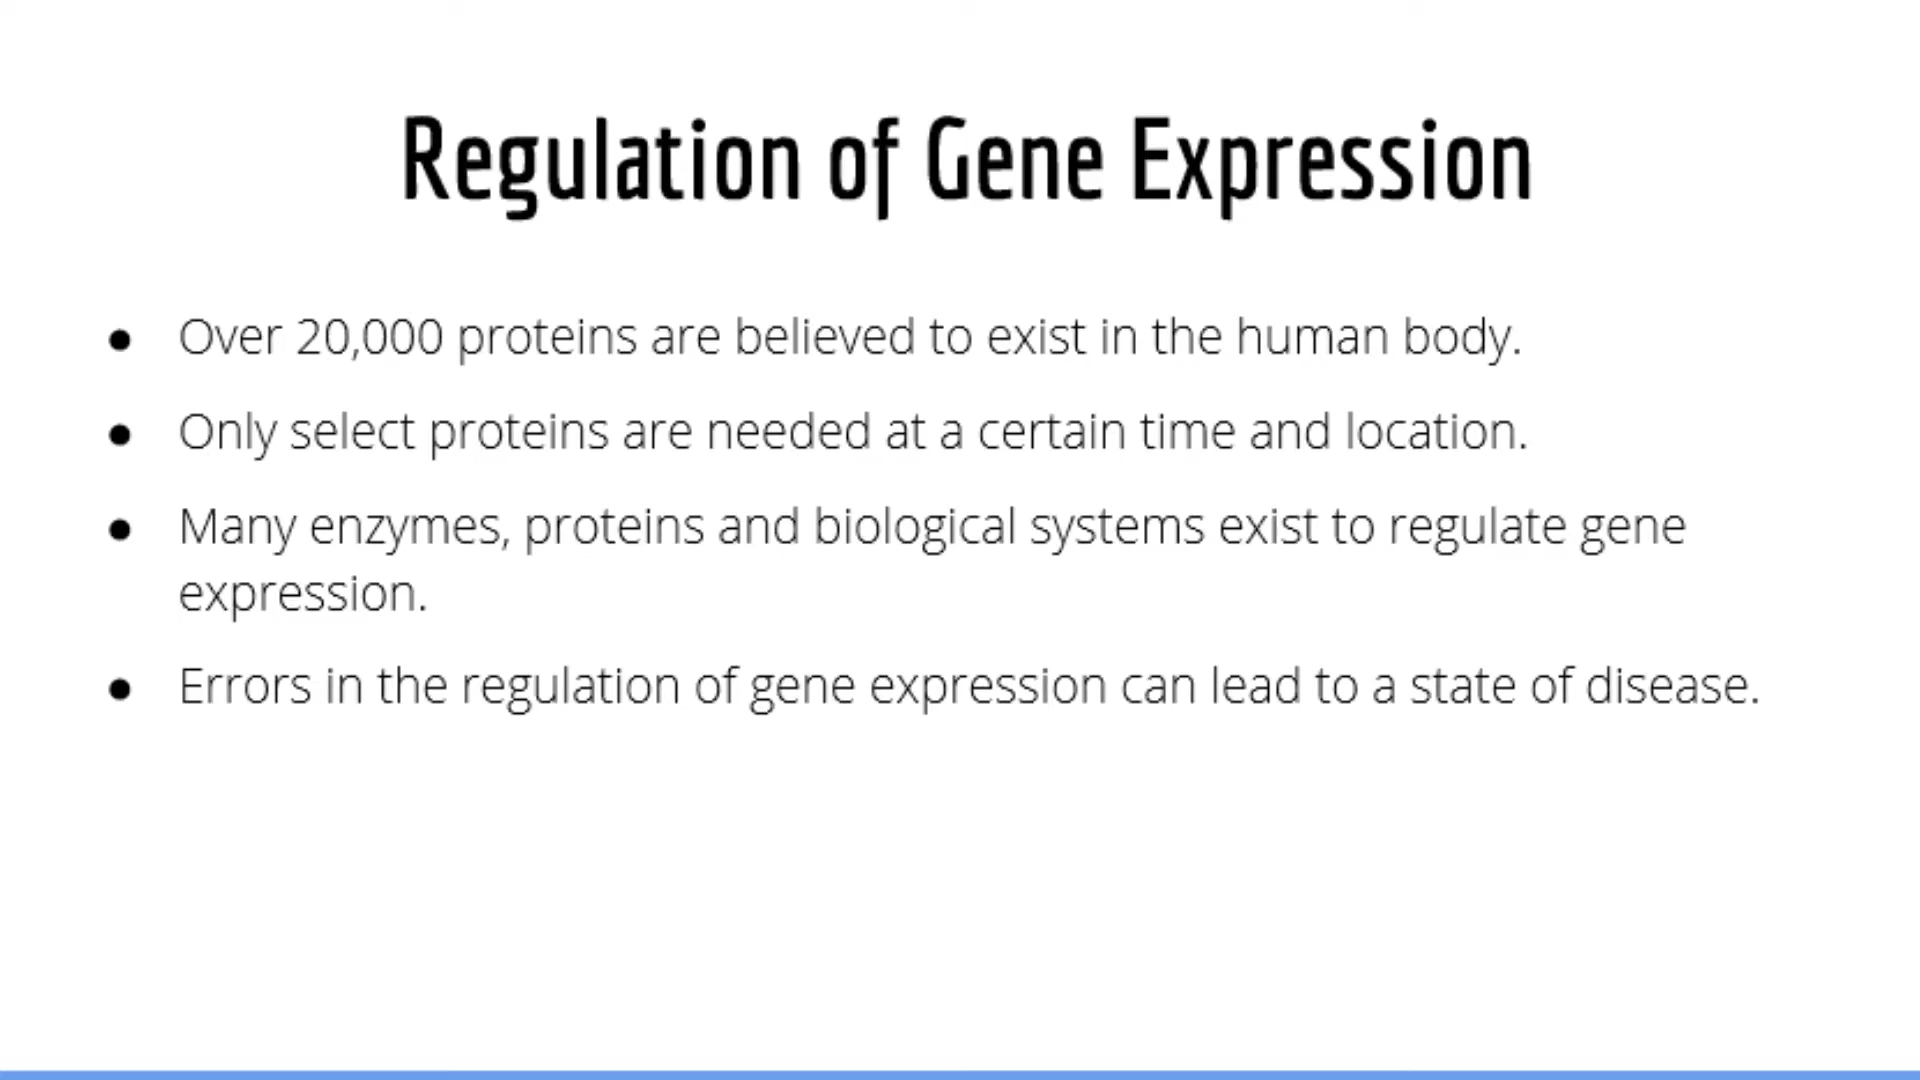 Regulation of Gene Expression
● Over 20,000 proteins are believed to exist in the human body.
● Only select proteins are needed at a certain time and location.
● Many enzymes, proteins and biological systems exist to regulate gene
expression.
● Errors in the regulation of gene expression can lead to a state of disease.